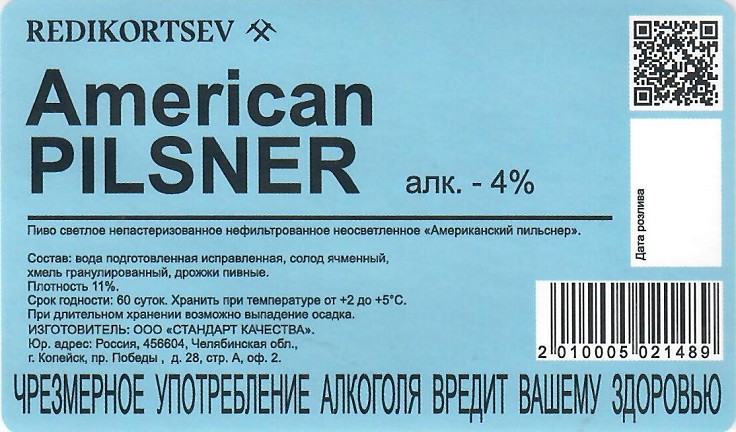 REDIKORTSEV
American
PILSNER
алк. - 4%
Пиво светлое непастеризованное нефильтрованное неосветленное «Американский пильснер».
Состав: вода подготовленная исправленная, солод ячменный,
хмель гранулированный, дрожжи пивные.
Плотность 11%.
Срок годности: 60 суток. Хранить при температуре от +2 до +5°С.
При длительном хранении возможно выпадение осадка.
ИЗГОТОВИТЕЛЬ: ООО «СТАНДАРТ КАЧЕСТВА».
Юр. адрес: Россия, 456604, Челябинская обл.,
г. Копейск, пр. Победы , д. 28, стр. А, оф. 2.
Дата розлива
2 010005 021489
ЧРЕЗМЕРНОЕ УПОТРЕБЛЕНИЕ АЛКОГОЛЯ ВРЕДИТ ВАШЕМУ ЗДОРОВЬЮ